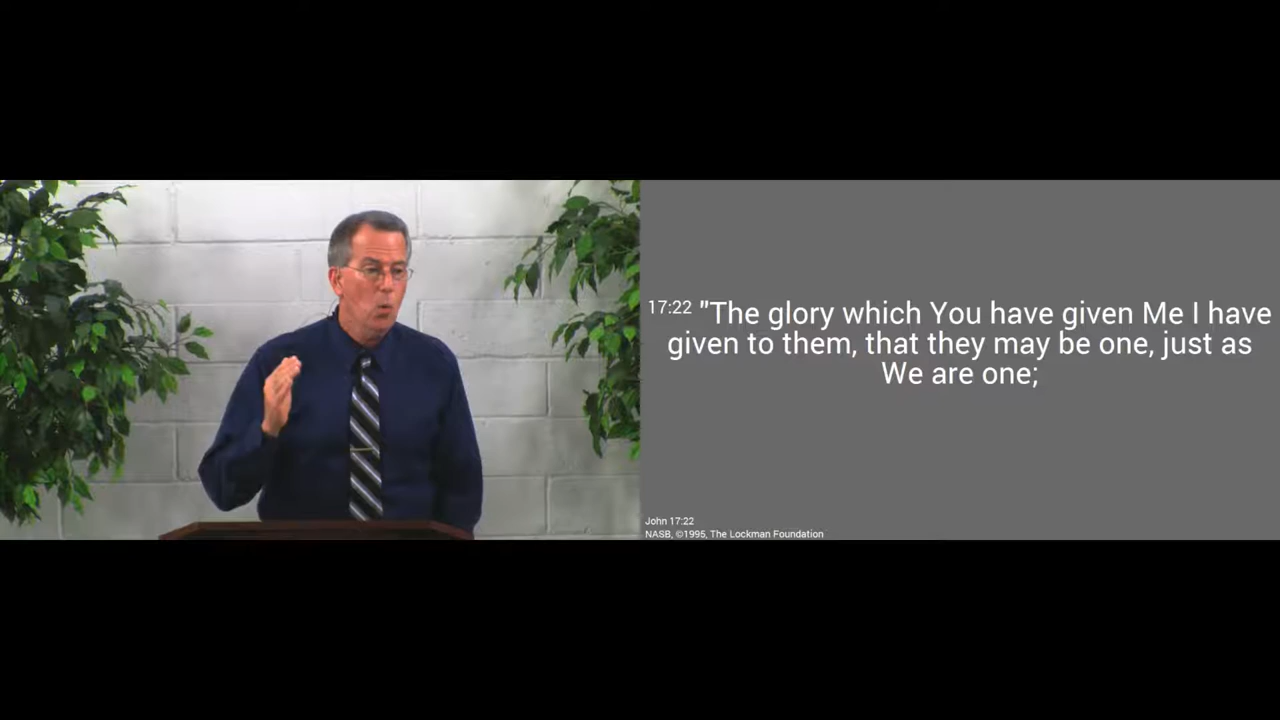 17:22 "The glory which You have given Me I have
given to them, that they may be one, just as
We are one;
John 17:22
NASB, ©1995, The Lockman Foundation